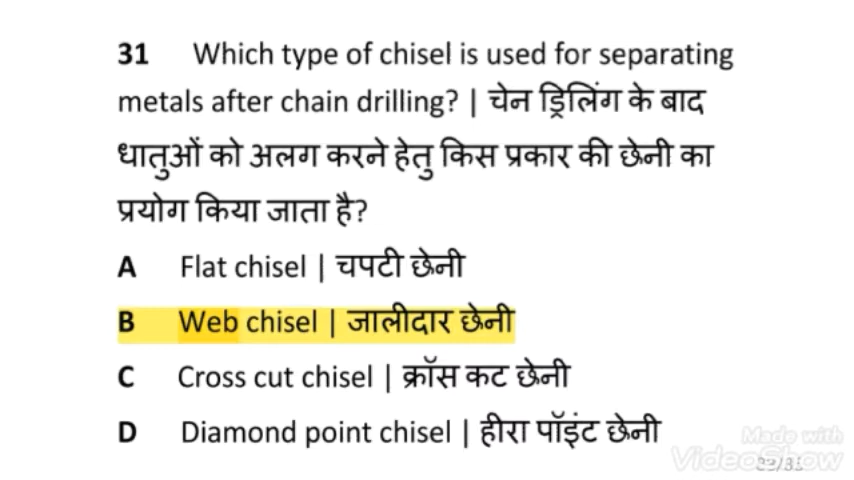 31 Which type of chisel is used for separating
metals after chain drilling? | चेन ड्रिलिंग के बाद
धातुओं को अलग करने हेतु किस प्रकार की छेनी का
प्रयोग किया जाता है?
A Flat chisel | चपटी छेनी
B Web chisel | जालीदार छेनी
C Cross cut chisel | क्रॉस कट छेनी
D Diamond point chisel | हीरा पॉइंट छेनी
Made with
VideoShow